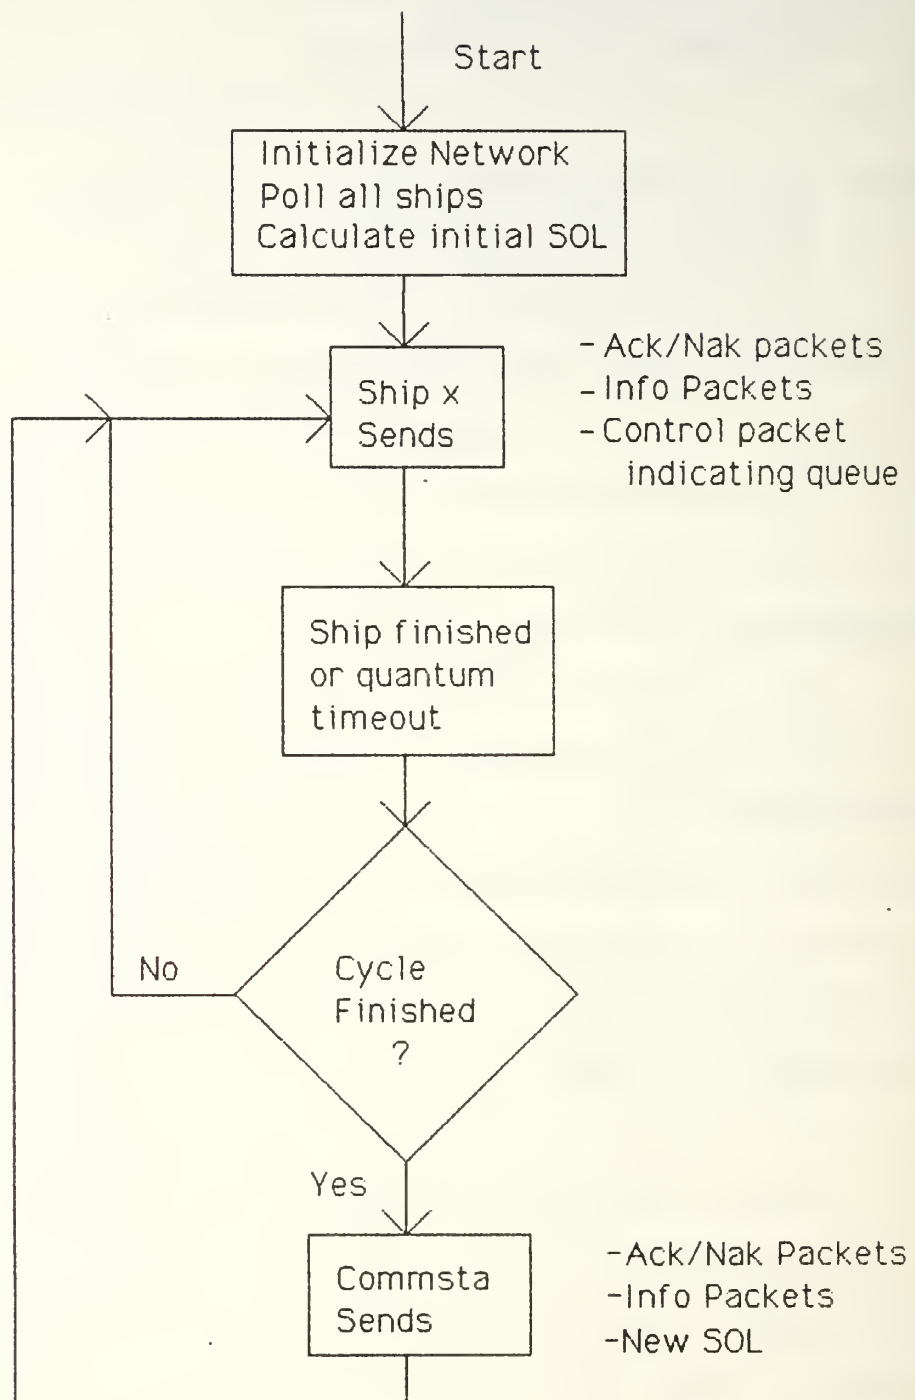 Start
Initialize Network
Poll all ships
Calculate initial SOL
Ship x
Sends
- Ack/Nak packets
- Info Packets
- Control packet
indicating queue
Ship finished
or quantum
timeout
No
Cycle
Finished
?
Yes
Commsta
Sends
-Ack/Nak Packets
-Info Packets
-New SOL